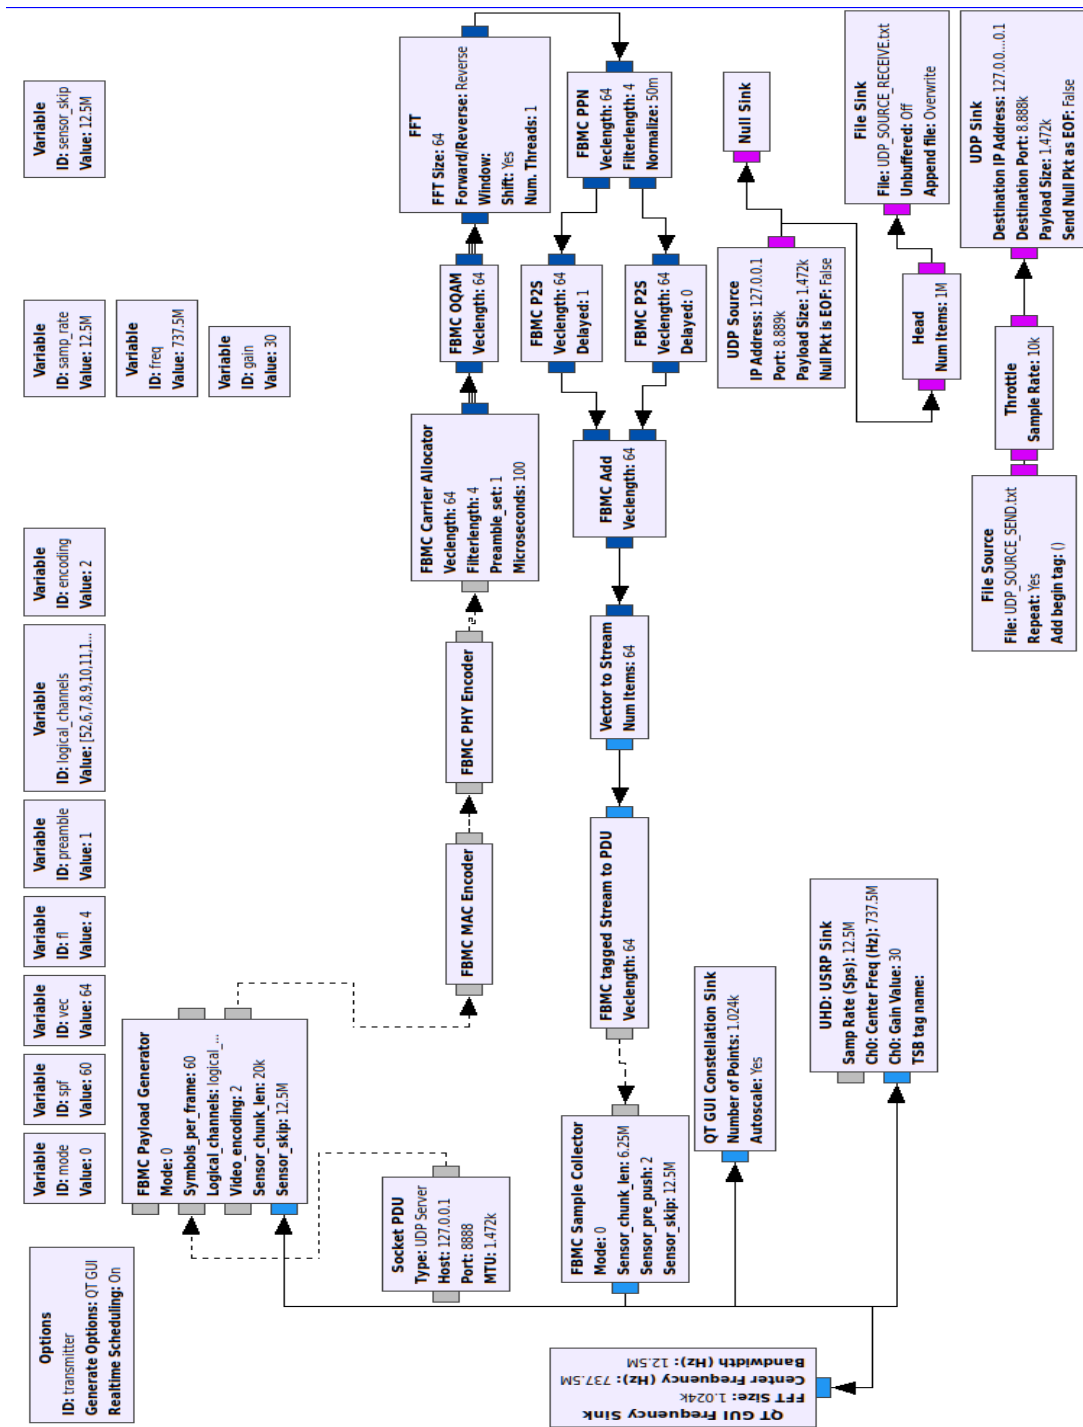 Options
ID: transmitter
Generate Options: QT GUI
Realtime Scheduling: On
Variable
ID: mode
Value: 0
Variable
ID: spf
Value: 60
Variable
ID: vec
Value: 64
Variable
ID: fl
Value: 4
Variable
ID: preamble
Value: 1
Variable
ID: logical_channels
Value: [52,6,7,8,9,10,11,1...
Variable
ID: encoding
Value: 2
Variable
ID: samp_rate
Value: 12.5M
Variable
ID: sensor_skip
Value: 12.5M
Variable
ID: freq
Value: 737.5M
Variable
ID: gain
Value: 30
FBMC Payload Generator
Mode: 0
Symbols_per_frame: 60
Logical_channels: logical_...
Video_encoding: 2
Sensor_chunk_len: 20k
Sensor_skip: 12.5M
Socket PDU
Type: UDP Server
Host: 127.0.0.1
Port: 8888
MTU: 1.472k
FBMC MAC Encoder
FBMC PHY Encoder
FBMC Carrier Allocator
Veclength: 64
Filterlength: 4
Preamble_set: 1
Microseconds: 100
FBMC OQAM
Veclength: 64
FFT
FFT Size: 64
Forward/Reverse: Reverse
Window:
Shift: Yes
Num. Threads: 1
FBMC PPN
Veclength: 64
Filterlength: 4
Normalize: 50m
FBMC P2S
Veclength: 64
Delayed: 1
FBMC P2S
Veclength: 64
Delayed: 0
FBMC Add
Veclength: 64
Vector to Stream
Num Items: 64
FBMC tagged Stream to PDU
Veclength: 64
FBMC Sample Collector
Mode: 0
Sensor_chunk_len: 6.25M
Sensor_pre_push: 2
Sensor_skip: 12.5M
QT GUI Frequency Sink
FFT Size: 1.024k
Center Frequency (Hz): 737.5M
Bandwidth (Hz): 12.5M
QT GUI Constellation Sink
Number of Points: 1.024k
Autoscale: Yes
UHD: USRP Sink
Samp Rate (Sps): 12.5M
Ch0: Center Freq (Hz): 737.5M
Ch0: Gain Value: 30
TSB tag name:
UDP Source
IP Address: 127.0.0.1
Port: 8.889k
Payload Size: 1.472k
Null Pkt is EOF: False
Null Sink
Head
Num Items: 1M
File Sink
File: UDP_SOURCE_RECEIVE.txt
Unbuffered: Off
Append file: Overwrite
File Source
File: UDP_SOURCE_SEND.txt
Repeat: Yes
Add begin tag: ()
Throttle
Sample Rate: 10k
UDP Sink
Destination IP Address: 127.0.0....0.1
Destination Port: 8.888k
Payload Size: 1.472k
Send Null Pkt as EOF: False